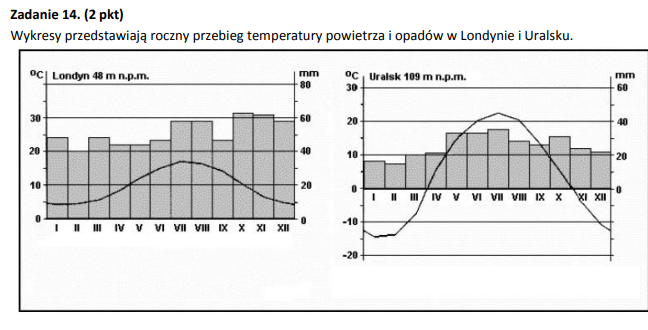 Zadanie 14. (2 pkt)
Wykresy przedstawiają roczny przebieg temperatury powietrza i opadów w Londynie i Uralsku.
ºC Londyn 48 m n.p.m. mm
80
30 60
20 40
10 20
0 0
I II III IV V VI VII VIII IX X XI XII
ºC Uralsk 109 m n.p.m. mm
30 60
20 40
10 20
0 0
I II III IV V VI VII VIII IX X XI XII
-10
-20